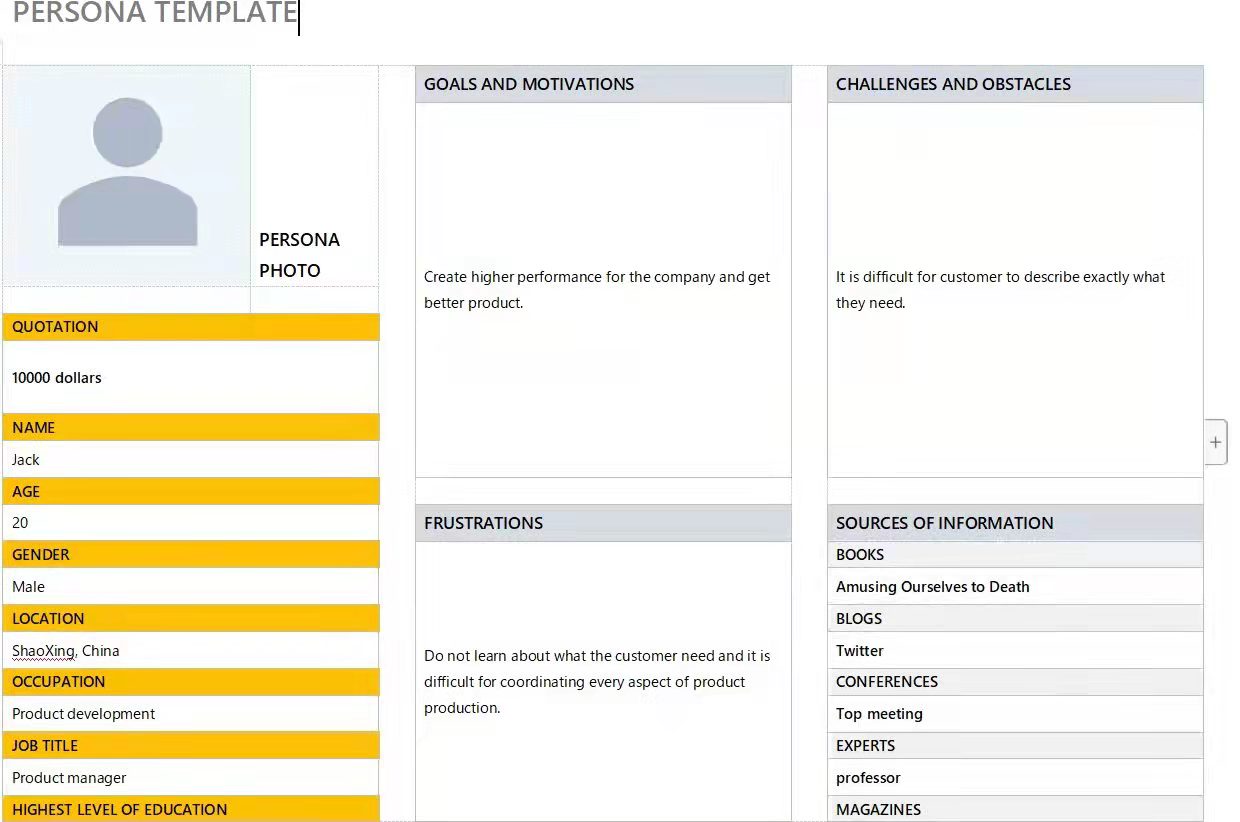 PERSONA TEMPLATE
PERSONA
PHOTO
QUOTATION
10000 dollars
NAME
Jack
AGE
20
GENDER
Male
LOCATION
ShaoXing, China
OCCUPATION
Product development
JOB TITLE
Product manager
HIGHEST LEVEL OF EDUCATION
GOALS AND MOTIVATIONS
Create higher performance for the company and get
better product.
FRUSTRATIONS
Do not learn about what the customer need and it is
difficult for coordinating every aspect of product
production.
CHALLENGES AND OBSTACLES
It is difficult for customer to describe exactly what
they need.
SOURCES OF INFORMATION
BOOKS
Amusing Ourselves to Death
BLOGS
Twitter
CONFERENCES
Top meeting
EXPERTS
professor
MAGAZINES